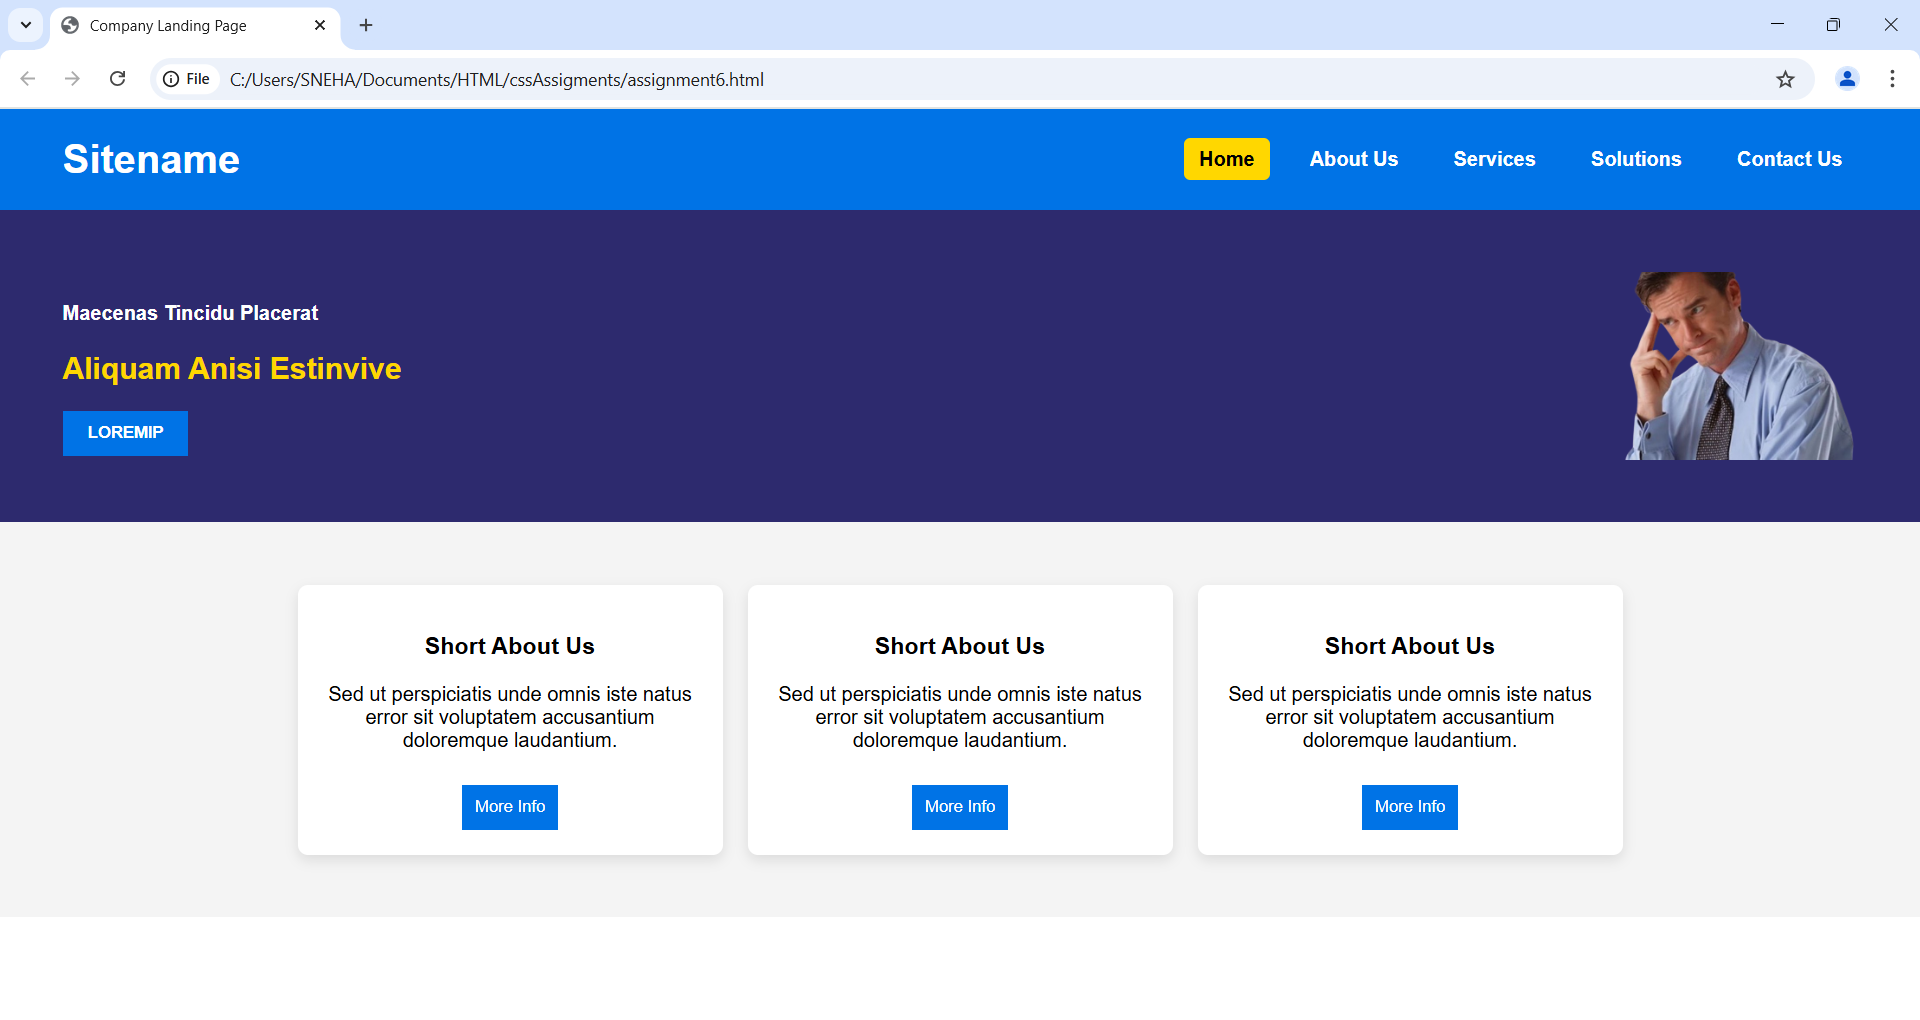 Company Landing Page
File C:/Users/SNEHA/Documents/HTML/cssAssigments/assignment6.html
Sitename Home About Us Services Solutions Contact Us
Maecenas Tincidu Placerat
Aliquam Anisi Estinvive
LOREMIP
Short About Us
Sed ut perspiciatis unde omnis iste natus
error sit voluptatem accusantium
doloremque laudantium.
More Info
Short About Us
Sed ut perspiciatis unde omnis iste natus
error sit voluptatem accusantium
doloremque laudantium.
More Info
Short About Us
Sed ut perspiciatis unde omnis iste natus
error sit voluptatem accusantium
doloremque laudantium.
More Info